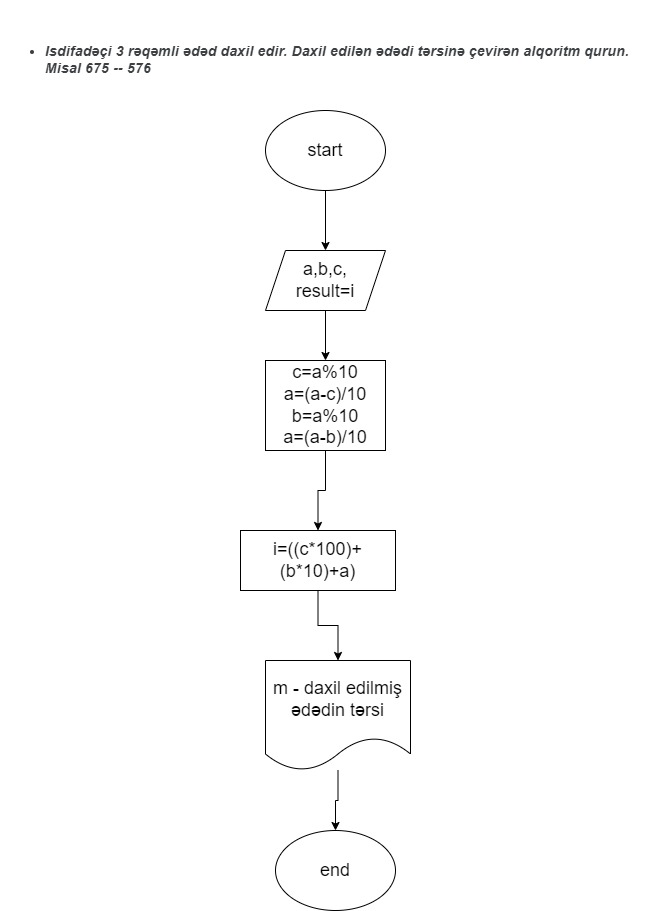 Isdifadəçi 3 rəqəmli ədəd daxil edir. Daxil edilən ədədi tərsinə çevirən alqoritm qurun.
Misal 675 -- 576
start
a,b,c,
result=i
c=a%10
a=(a-c)/10
b=a%10
a=(a-b)/10
i=((c*100)+
(b*10)+a)
m - daxil edilmiş
ədədin tərsi
end